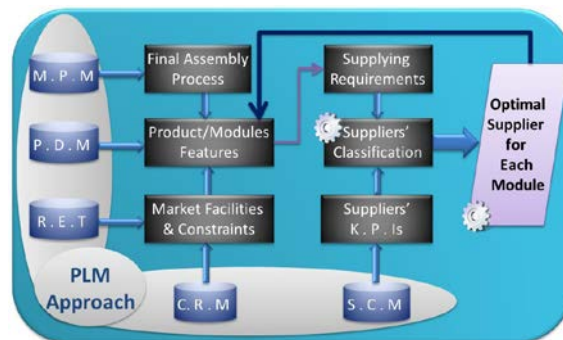 M.P.M
Final Assembly
Process
Supplying
Requirements
P.D.M
Product/Modules
Features
Suppliers'
Classification
Optimal
Supplier
for
Each
Module
R.E.T
Market Facilities
& Constraints
Suppliers'
K.P.Is
PLM
Approach
C.R.M
S.C.M